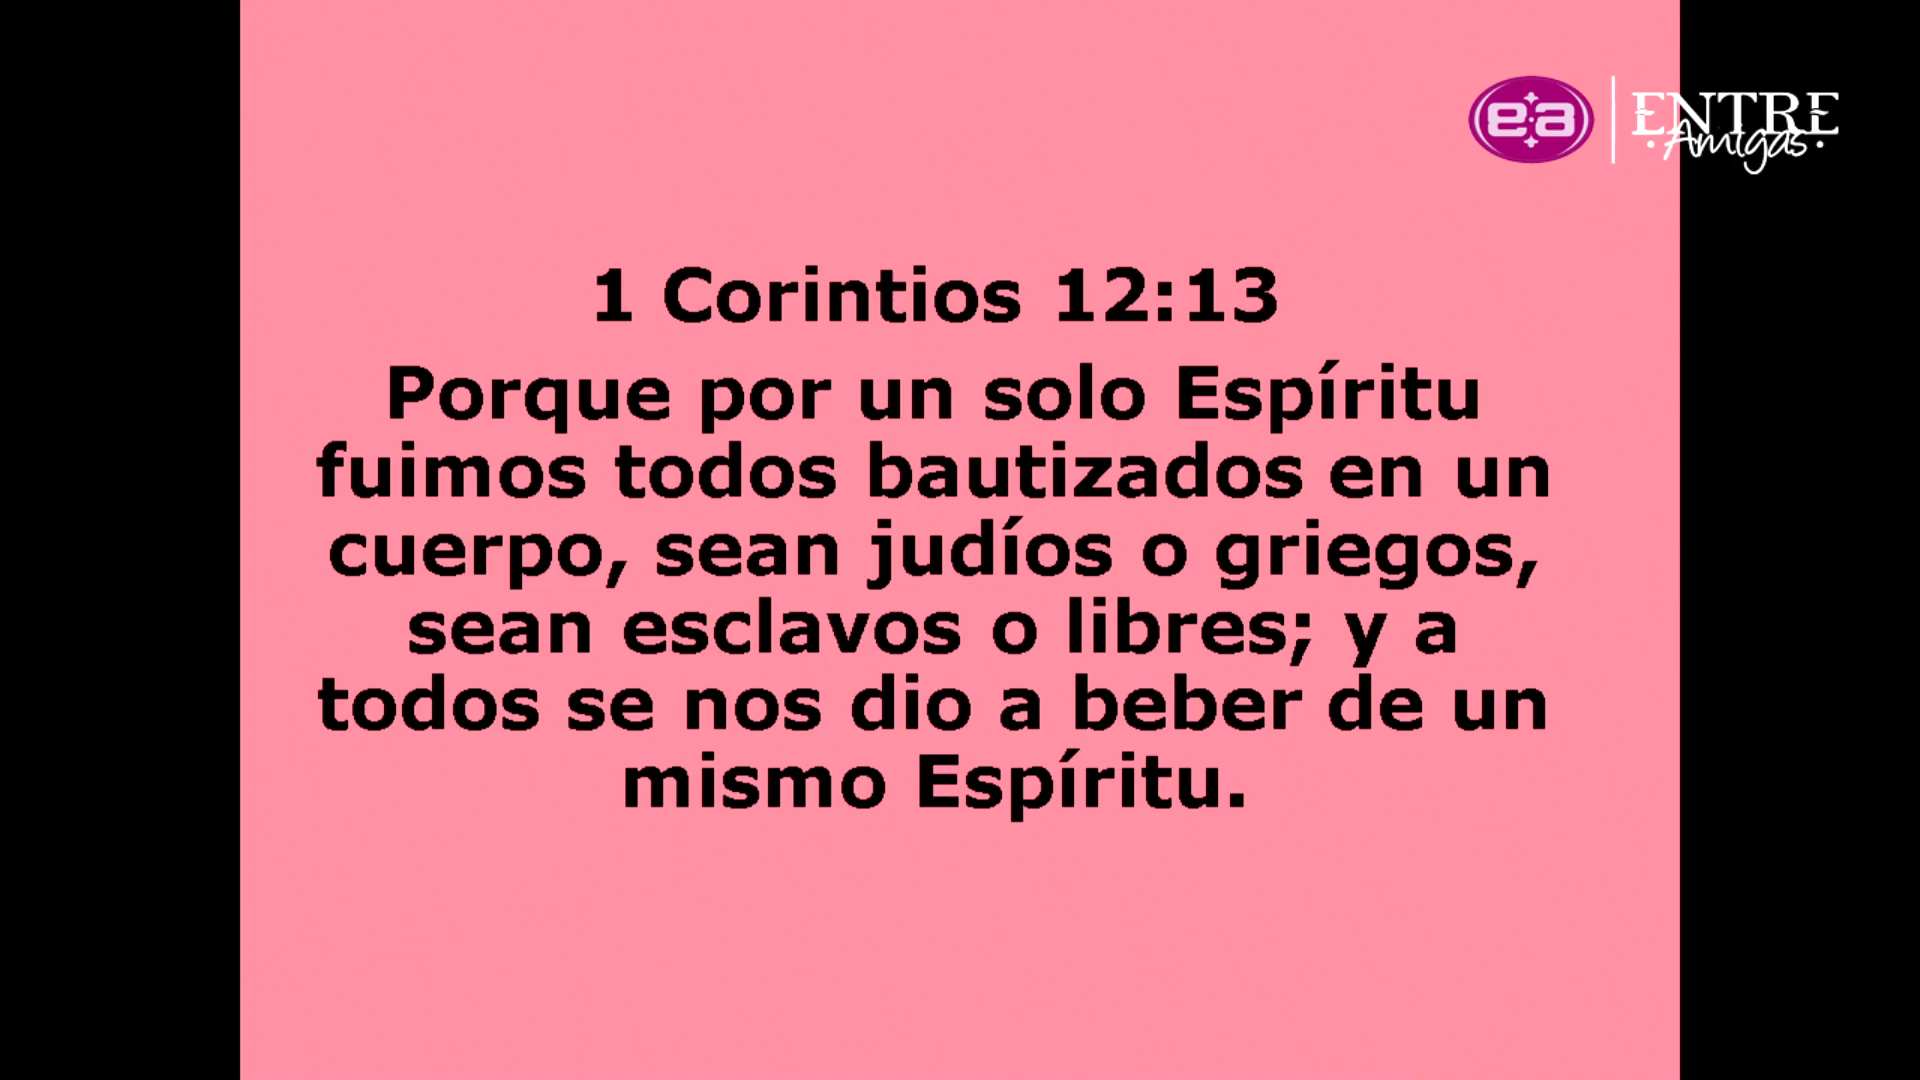 e·a
ENTRE
Amigas
1 Corintios 12:13
Porque por un solo Espíritu
fuimos todos bautizados en un
cuerpo, sean judíos o griegos,
sean esclavos o libres; y a
todos se nos dio a beber de un
mismo Espíritu.